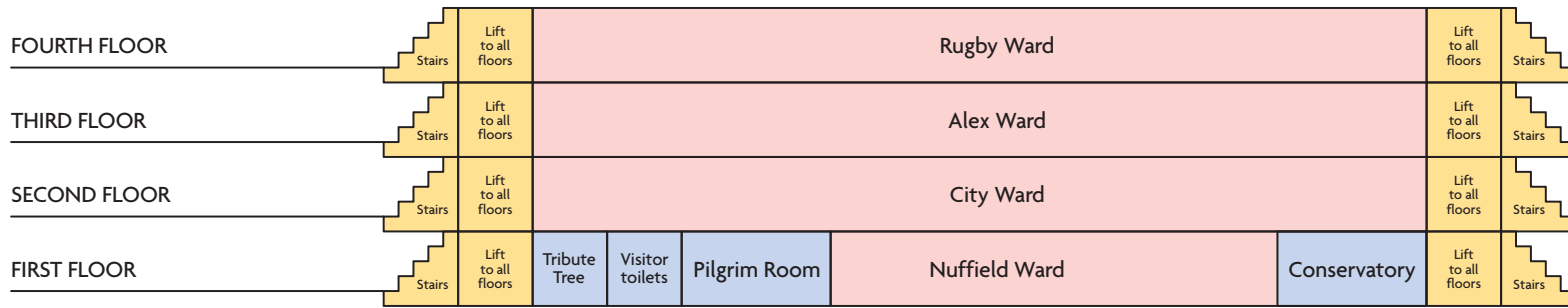 FOURTH FLOOR
Stairs
Lift
to all
floors
Rugby Ward
Lift
to all
floors
Stairs
THIRD FLOOR
Stairs
Lift
to all
floors
Alex Ward
Lift
to all
floors
Stairs
SECOND FLOOR
Stairs
Lift
to all
floors
City Ward
Lift
to all
floors
Stairs
FIRST FLOOR
Stairs
Lift
to all
floors
Tribute
Tree
Visitor
toilets
Pilgrim Room
Nuffield Ward
Conservatory
Lift
to all
floors
Stairs